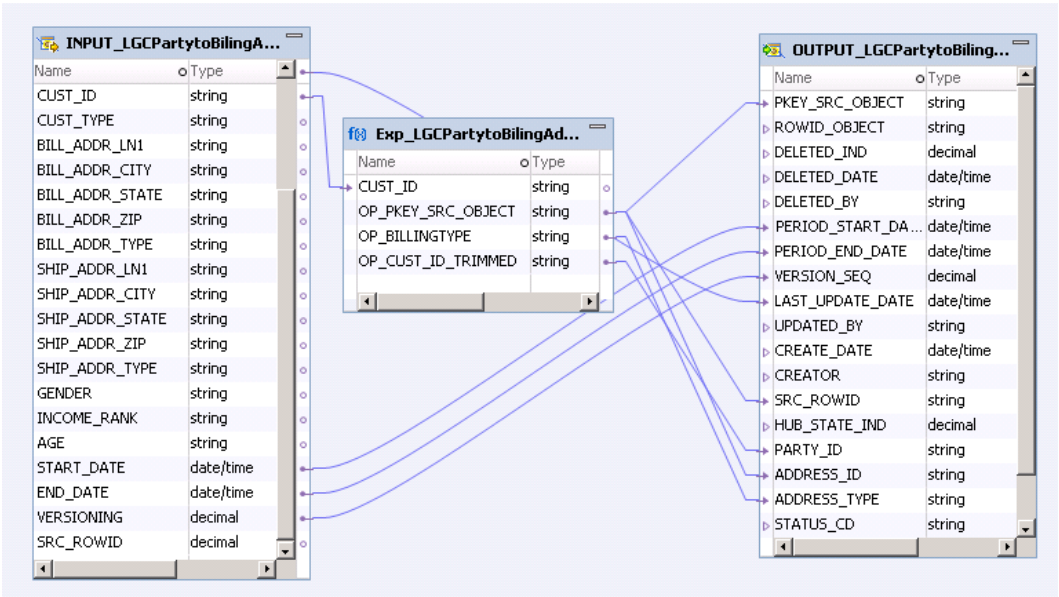 INPUT_LGCPartytoBilingA...
Name Type
CUST_ID string
CUST_TYPE string
BILL_ADDR_LN1 string
BILL_ADDR_CITY string
BILL_ADDR_STATE string
BILL_ADDR_ZIP string
BILL_ADDR_TYPE string
SHIP_ADDR_LN1 string
SHIP_ADDR_CITY string
SHIP_ADDR_STATE string
SHIP_ADDR_ZIP string
SHIP_ADDR_TYPE string
GENDER string
INCOME_RANK string
AGE string
START_DATE date/time
END_DATE date/time
VERSIONING decimal
SRC_ROWID decimal
f(x) Exp_LGCPartytoBilingAd...
Name Type
CUST_ID string
OP_PKEY_SRC_OBJECT string
OP_BILLINGTYPE string
OP_CUST_ID_TRIMMED string
OUTPUT_LGCPartytoBiling...
Name Type
PKEY_SRC_OBJECT string
ROWID_OBJECT string
DELETED_IND decimal
DELETED_DATE date/time
DELETED_BY string
PERIOD_START_DA... date/time
PERIOD_END_DATE date/time
VERSION_SEQ decimal
LAST_UPDATE_DATE date/time
UPDATED_BY string
CREATE_DATE date/time
CREATOR string
SRC_ROWID string
HUB_STATE_IND decimal
PARTY_ID string
ADDRESS_ID string
ADDRESS_TYPE string
STATUS_CD string